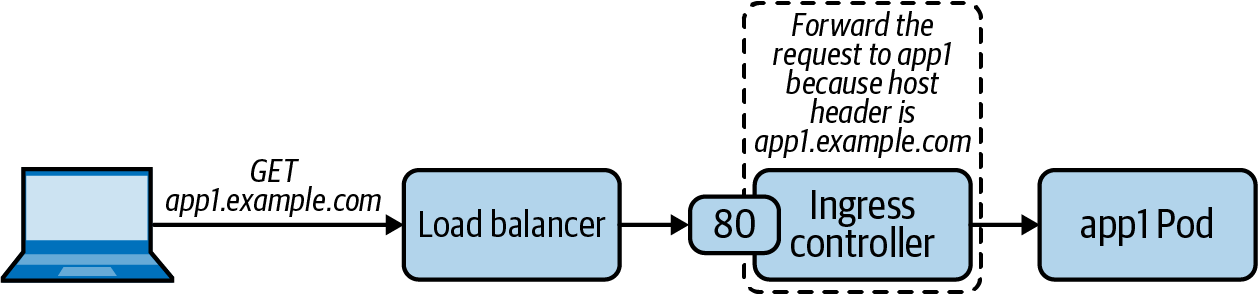 Forward the
request to app1
because host
header is
app1.example.com
GET
app1.example.com
Load balancer
80
Ingress
controller
app1 Pod